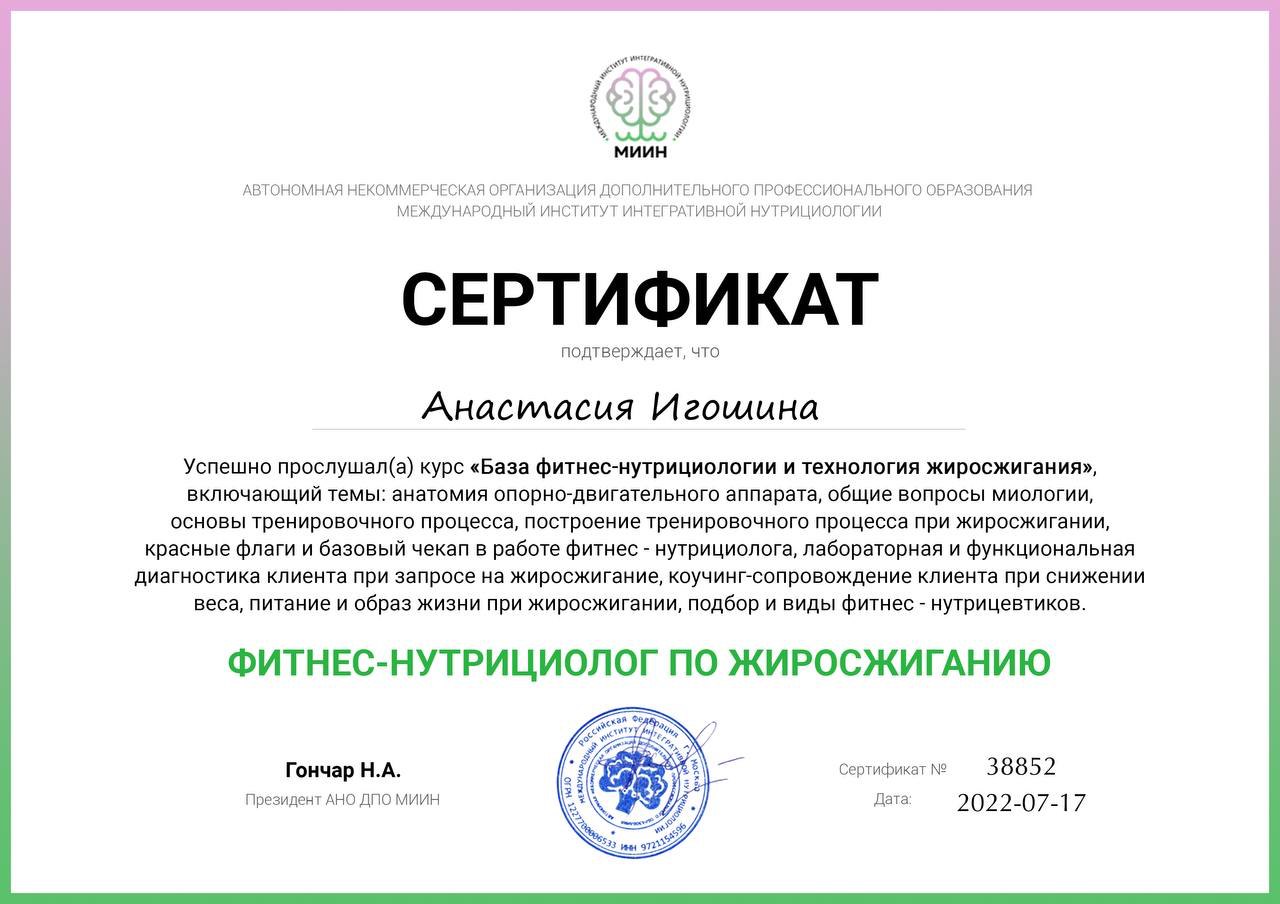 МЕЖДУНАРОДНЫЙ ИНСТИТУТ ИНТЕГРАТИВНОЙ НУТРИЦИОЛОГИИ
МИИН
АВТОНОМНАЯ НЕКОММЕРЧЕСКАЯ ОРГАНИЗАЦИЯ ДОПОЛНИТЕЛЬНОГО ПРОФЕССИОНАЛЬНОГО ОБРАЗОВАНИЯ
МЕЖДУНАРОДНЫЙ ИНСТИТУТ ИНТЕГРАТИВНОЙ НУТРИЦИОЛОГИИ
СЕРТИФИКАТ
подтверждает, что
Анастасия Игошина
Успешно прослушал(а) курс «База фитнес-нутрициологии и технология жиросжигания»,
включающий темы: анатомия опорно-двигательного аппарата, общие вопросы миологии,
основы тренировочного процесса, построение тренировочного процесса при жиросжигании,
красные флаги и базовый чекап в работе фитнес - нутрициолога, лабораторная и функциональная
диагностика клиента при запросе на жиросжигание, коучинг-сопровождение клиента при снижении
веса, питание и образ жизни при жиросжигании, подбор и виды фитнес - нутрицевтиков.
ФИТНЕС-НУТРИЦИОЛОГ ПО ЖИРОСЖИГАНИЮ
Гончар Н.А.
Президент АНО ДПО МИИН
Российская Федерация г. Москва
ОГРН 1227700006533 ИНН 9721154596
МЕЖДУНАРОДНЫЙ ИНСТИТУТ ИНТЕГРАТИВНОЙ НУТРИЦИОЛОГИИ
Сертификат № 38852
Дата: 2022-07-17